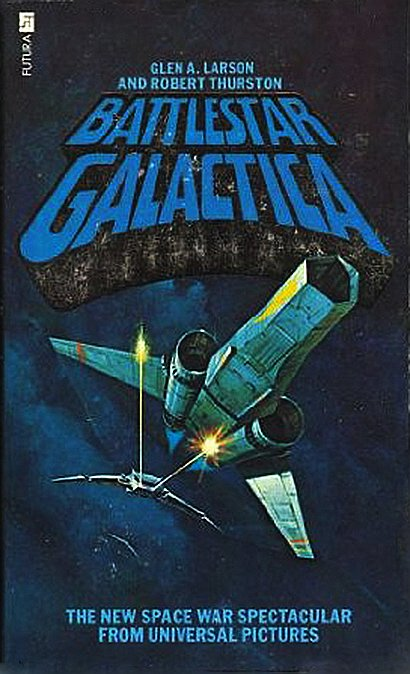 FUTURA
GLEN A. LARSON
AND ROBERT THURSTON
BATTLESTAR
GALACTICA
THE NEW SPACE WAR SPECTACULAR
FROM UNIVERSAL PICTURES